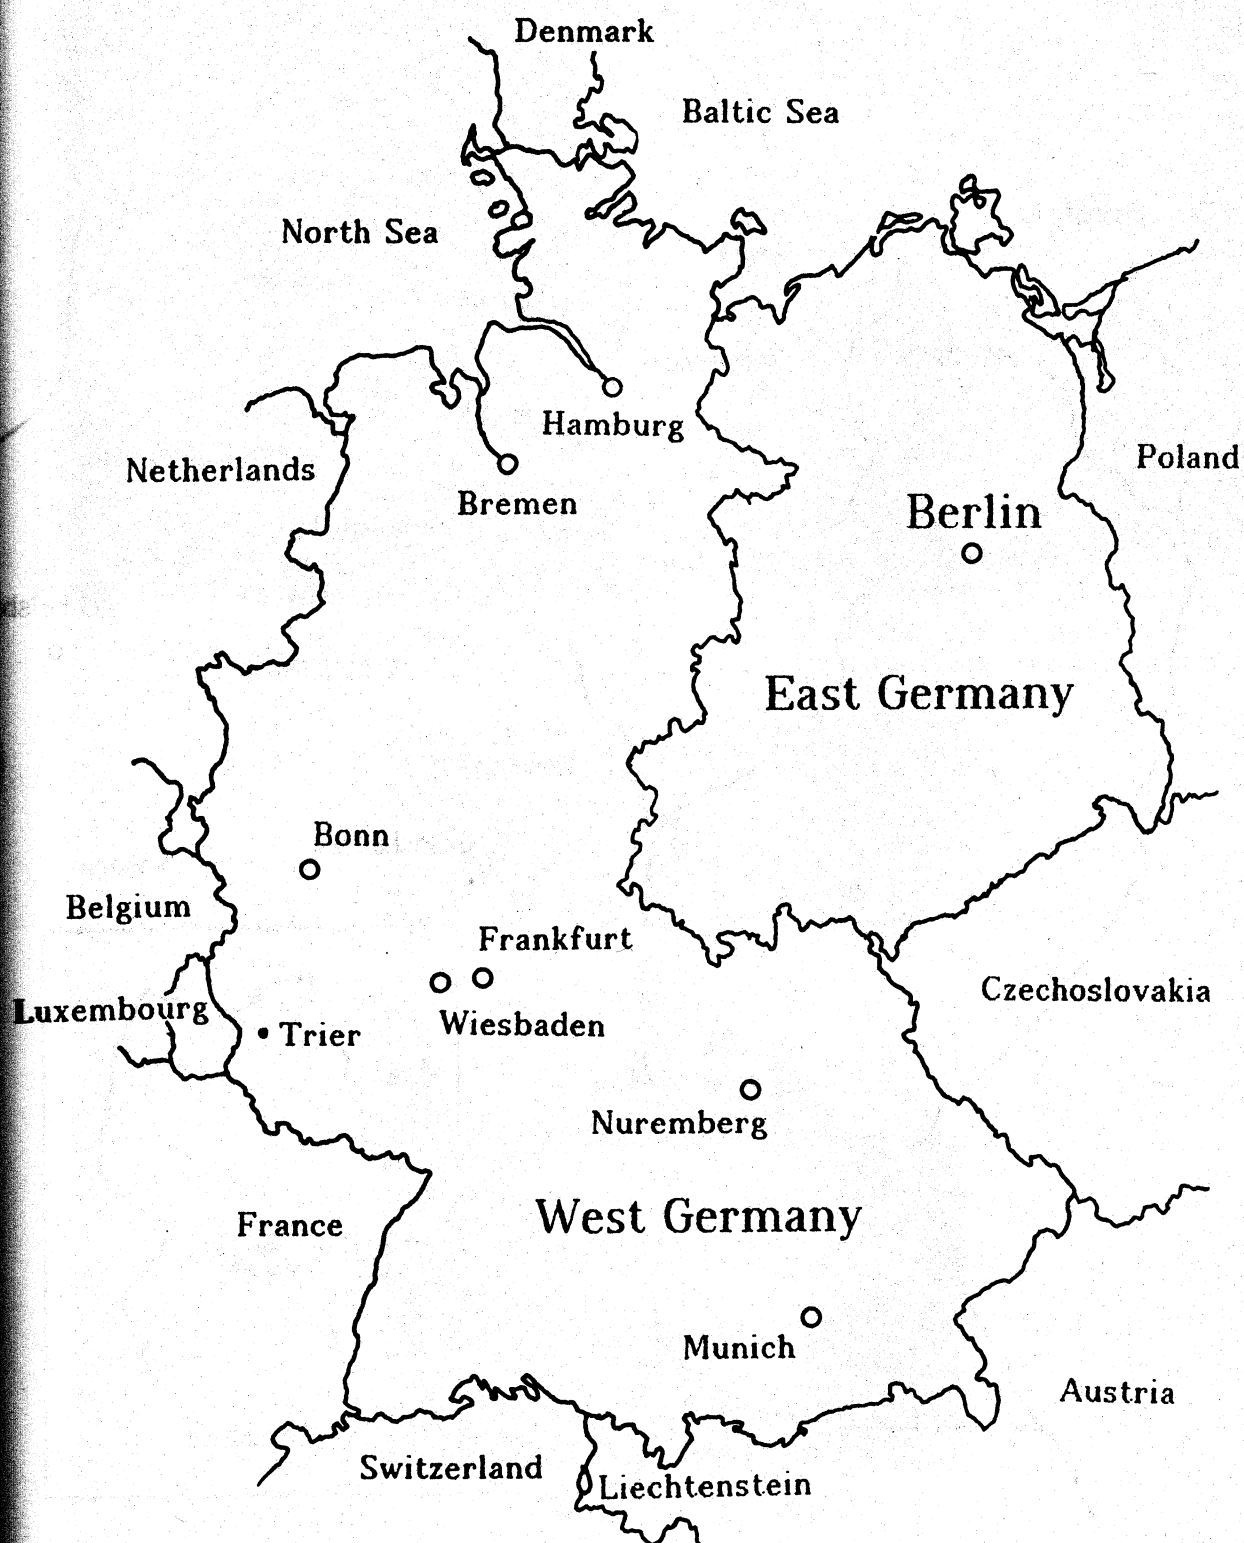 Denmark
Baltic Sea
North Sea
Hamburg
Netherlands
Poland
Bremen
Berlin
East Germany
Bonn
Belgium
Frankfurt
Czechoslovakia
Luxembourg
Wiesbaden
Trier
Nuremberg
West Germany
France
Munich
Austria
Switzerland
Liechtenstein